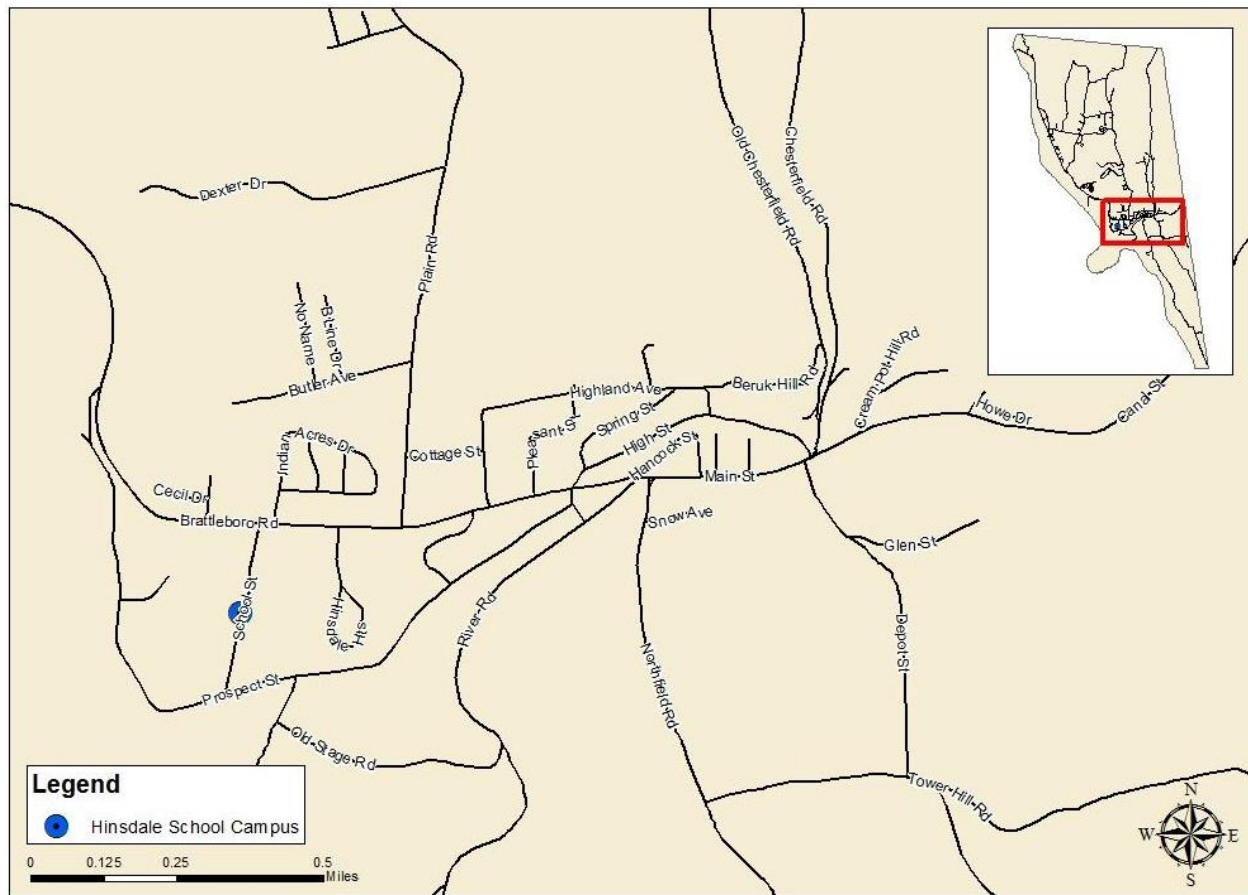 Dexter Dr
Plain Rd
Old Chesterfield Rd
Chesterfield Rd
No Name
B Line Dr
Butler Ave
Highland Ave
Beruk Hill Rd
Cream Pot Hill Rd
Howe Dr
Canal St
Indian
Acres Dr
Cottage St
Pleasant St
Spring St
High St
Hancock St
Main St
Cecil Dr
Brattleboro Rd
Snow Ave
Glen St
School St
Hinsdale Hts
River Rd
Northfield Rd
Depot St
Prospect St
Old Stage Rd
Tower Hill Rd
Legend
Hinsdale School Campus
0 0.125 0.25 0.5
Miles
N
W E
S